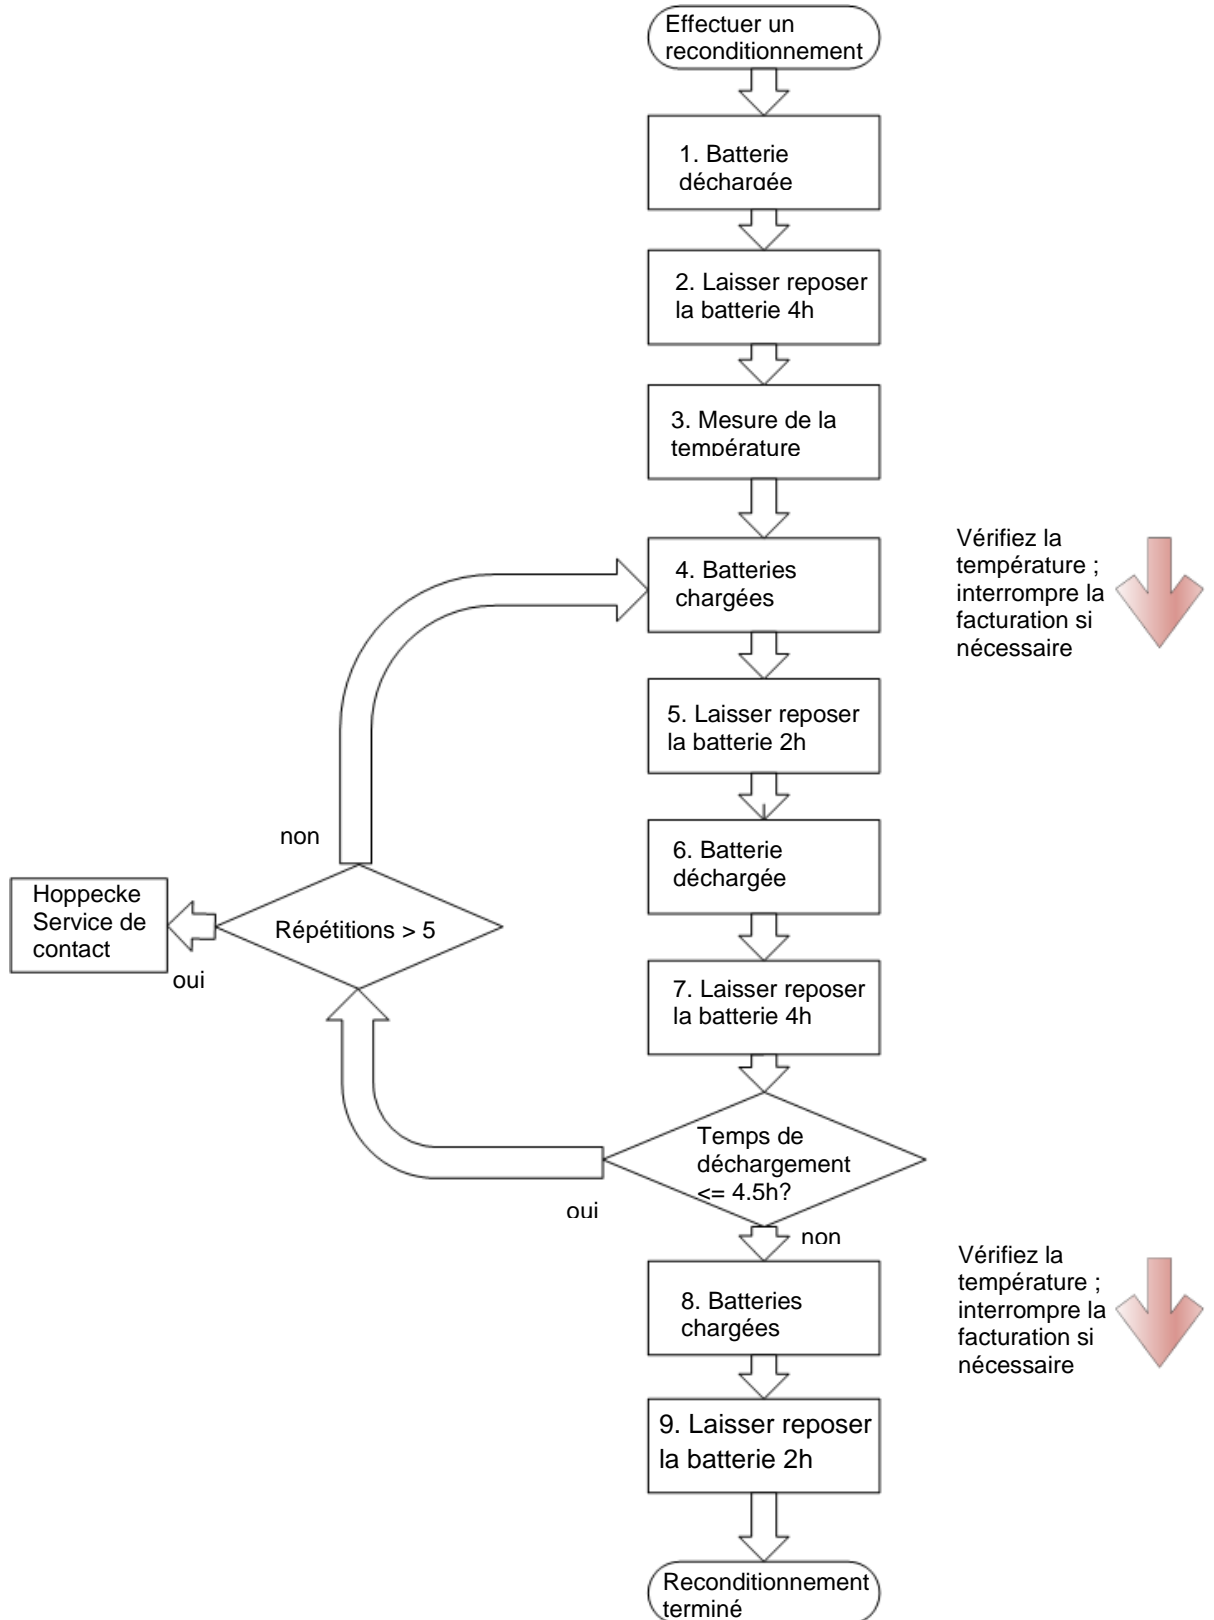 Effectuer un
reconditionnement
1. Batterie
déchargée
2. Laisser reposer
la batterie 4h
3. Mesure de la
température
4. Batteries
chargées
Vérifiez la
température ;
interrompre la
facturation si
nécessaire
5. Laisser reposer
la batterie 2h
6. Batterie
déchargée
non
Hoppecke
Service de
contact
oui
Répétitions > 5
7. Laisser reposer
la batterie 4h
Temps de
déchargement
<= 4.5h?
oui
non
8. Batteries
chargées
Vérifiez la
température ;
interrompre la
facturation si
nécessaire
9. Laisser reposer
la batterie 2h
Reconditionnement
terminé